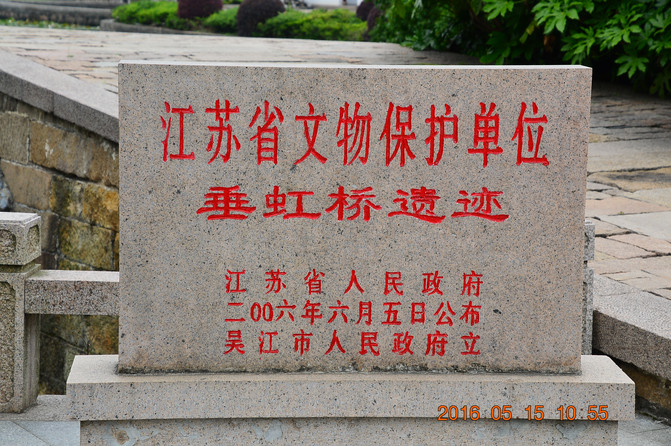 江苏省文物保护单位
垂虹桥遗迹
江苏省人民政府
二00六年六月五日公布
吴江市人民政府立
2016 05 15 10:55